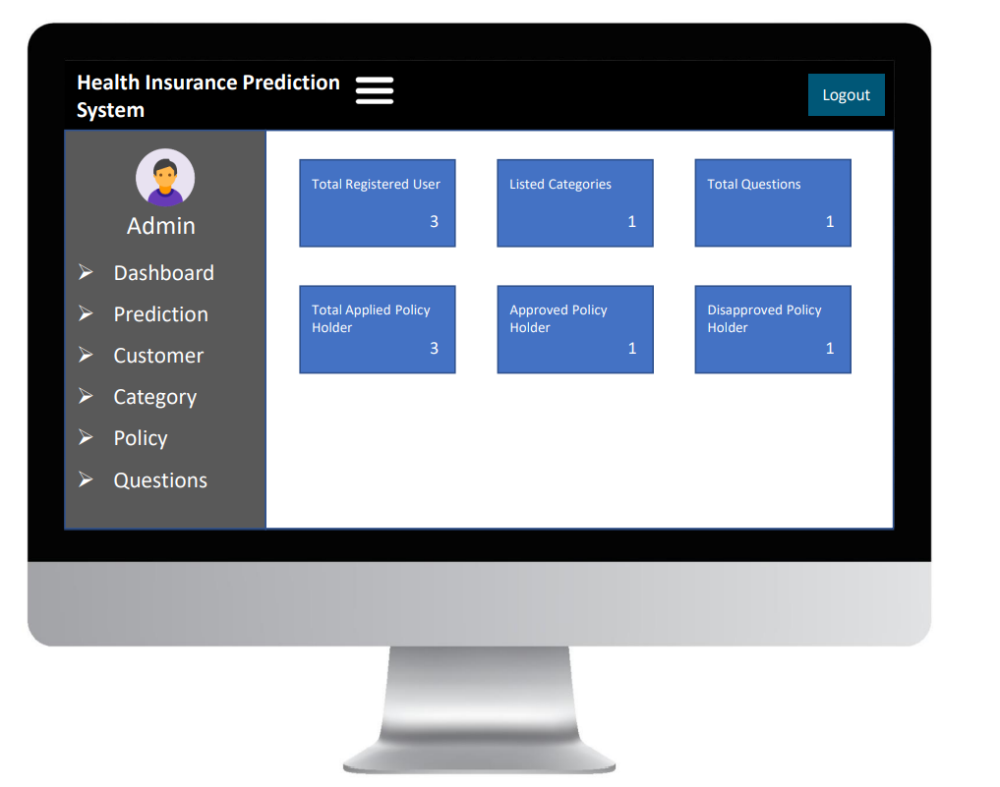 Health Insurance Prediction
System
Logout
Admin
Dashboard
Prediction
Customer
Category
Policy
Questions
Total Registered User
3
Listed Categories
1
Total Questions
1
Total Applied Policy
Holder
3
Approved Policy
Holder
1
Disapproved Policy
Holder
1